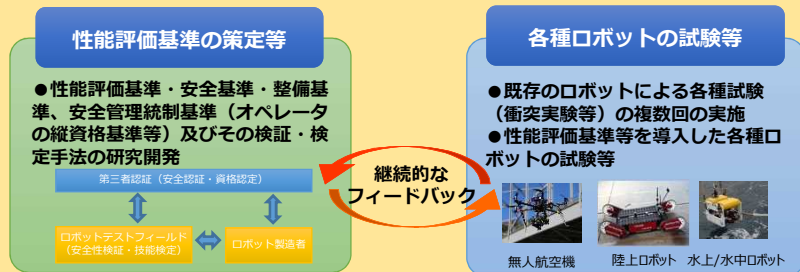 性能評価基準の策定等
●性能評価基準・安全基準・整備基
準、安全管理統制基準（オペレータ
の縦資格基準等）及びその検証・検
定手法の研究開発
第三者認証（安全認証・資格認定）
ロボットテストフィールド
（安全性検証・技能検定）
ロボット製造者
継続的な
フィードバック
各種ロボットの試験等
●既存のロボットによる各種試験
（衝突実験等）の複数回の実施
●性能評価基準等を導入した各種ロ
ボットの試験等
無人航空機
陸上ロボット
水上/水中ロボット